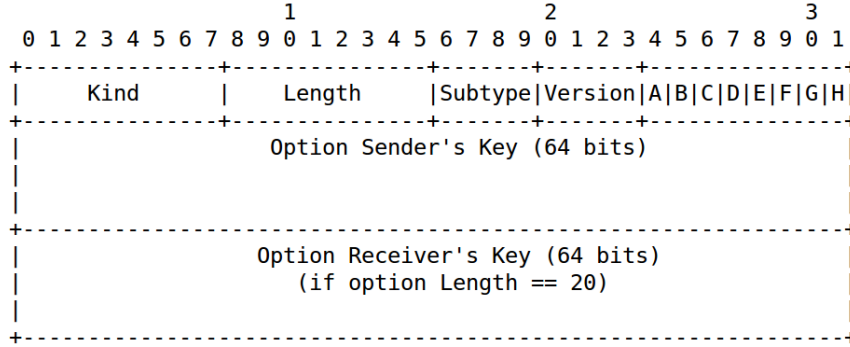 1                   2                   3
 0 1 2 3 4 5 6 7 8 9 0 1 2 3 4 5 6 7 8 9 0 1 2 3 4 5 6 7 8 9 0 1
+---------------+---------------+-------+-------+---------------+
|     Kind      |    Length     |Subtype|Version|A|B|C|D|E|F|G|H|
+---------------+---------------+-------+-------+---------------+
|                   Option Sender's Key (64 bits)               |
|                                                               |
|                                                               |
+---------------------------------------------------------------+
|                  Option Receiver's Key (64 bits)              |
|                     (if option Length == 20)                  |
|                                                               |
+---------------------------------------------------------------+